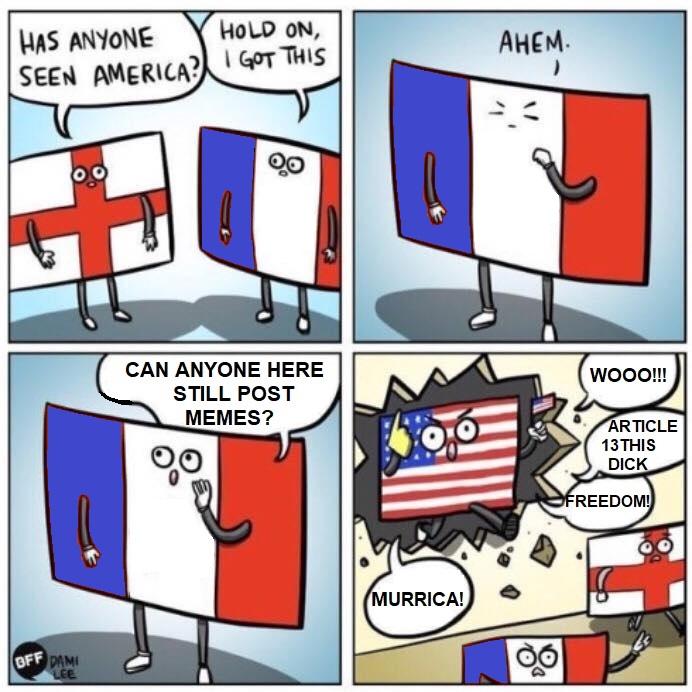 HAS ANYONE
SEEN AMERICA?
HOLD ON,
I GOT THIS
AHEM.
CAN ANYONE HERE
STILL POST
MEMES?
BFF
DAMI
LEE
WOOO!!!
ARTICLE
13THIS
DICK
FREEDOM!
MURRICA!